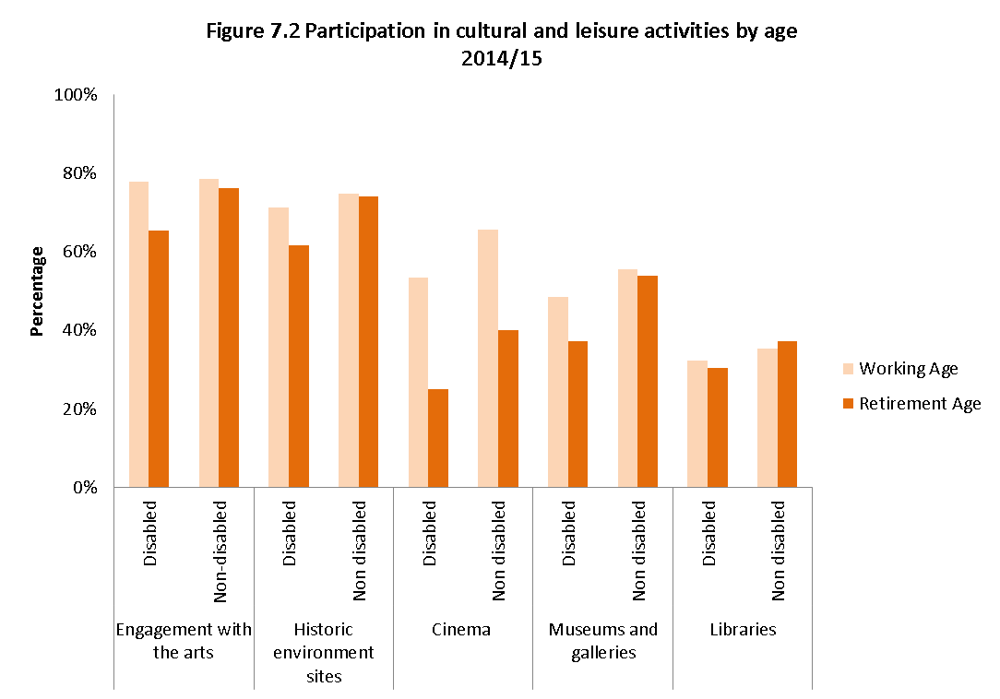 Figure 7.2 Participation in cultural and leisure activities by age
2014/15
100%
80%
60%
40%
20%
0%
Percentage
Working Age
Retirement Age
Disabled
Non-disabled
Disabled
Non disabled
Disabled
Non disabled
Disabled
Non disabled
Disabled
Non disabled
Engagement with
the arts
Historic
environment
sites
Cinema
Museums and
galleries
Libraries